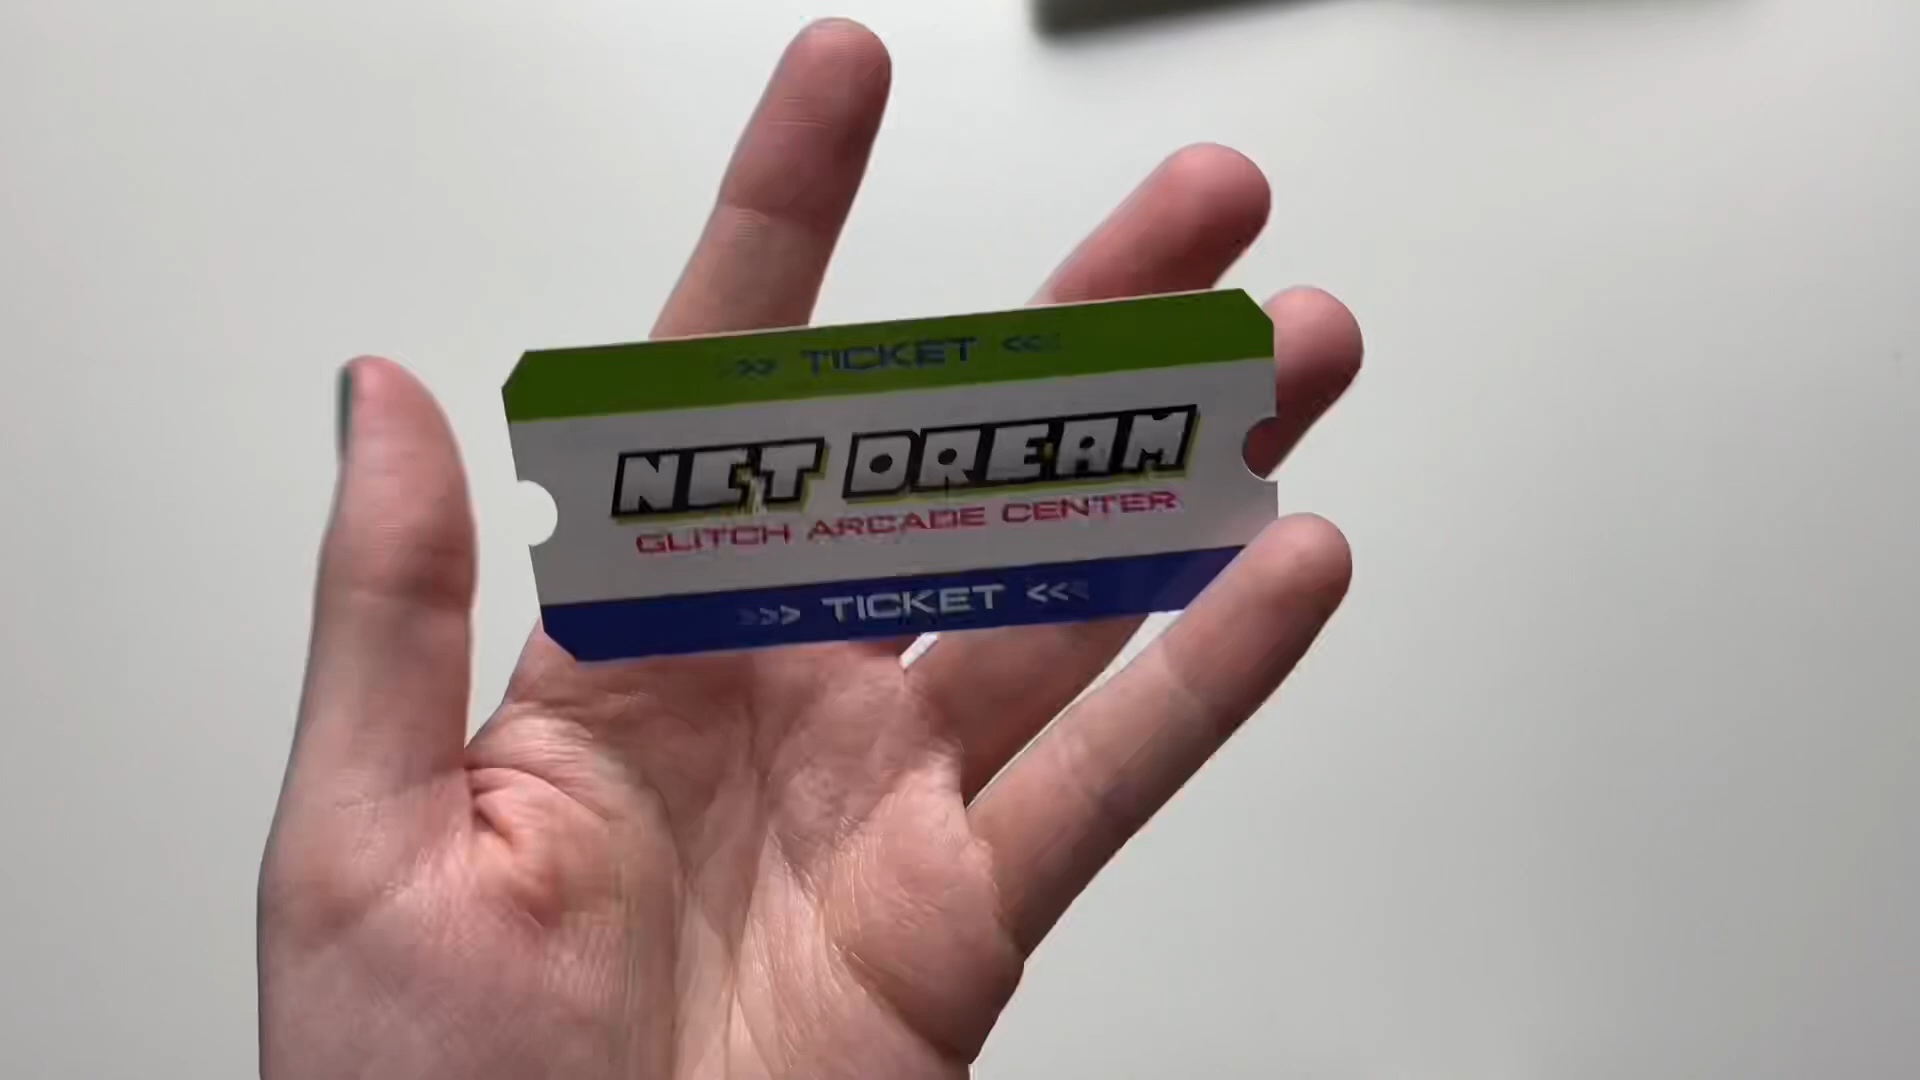 >>> TICKET <<<
NET DREAM
GLITCH ARCADE CENTER
>>> TICKET <<<